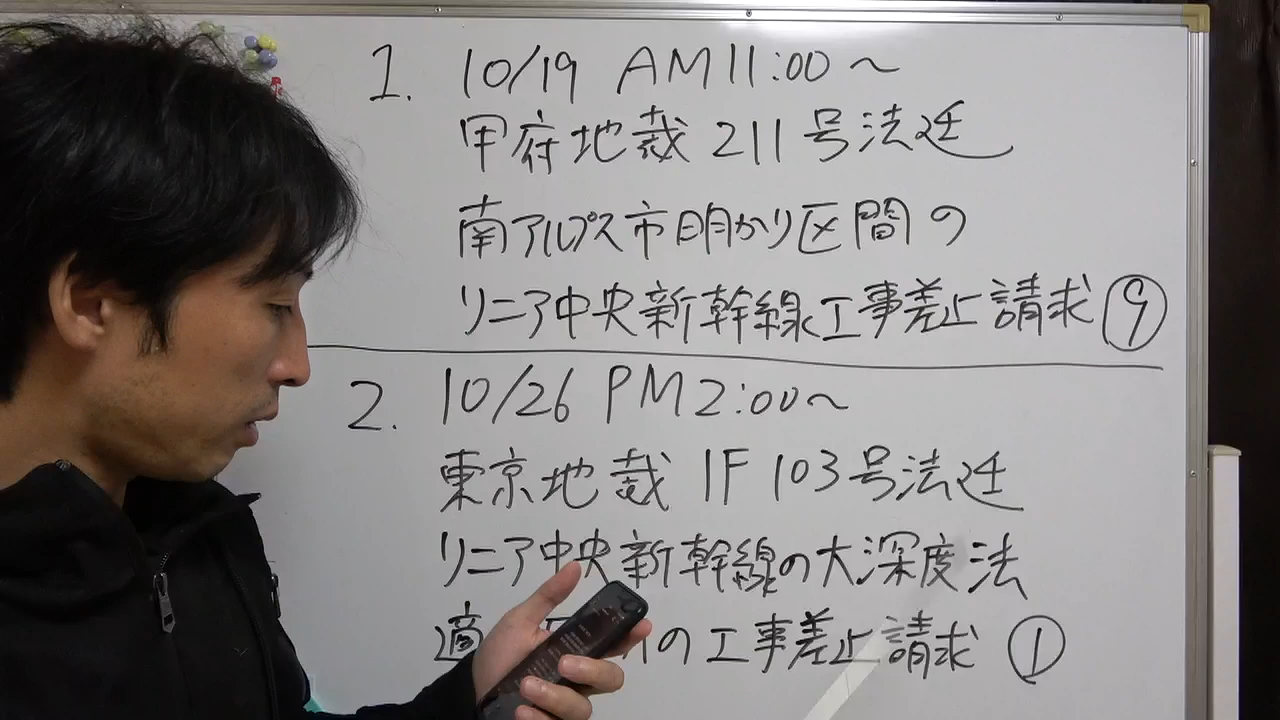 1. 10/19 AM11:00～
甲府地裁 211号法廷
南アルプス市明かり区間の
リニア中央新幹線工事差止請求⑨
2. 10/26 PM2:00～
東京地裁 1F 103号法廷
リニア中央新幹線の大深度法
適 の工事差止請求①